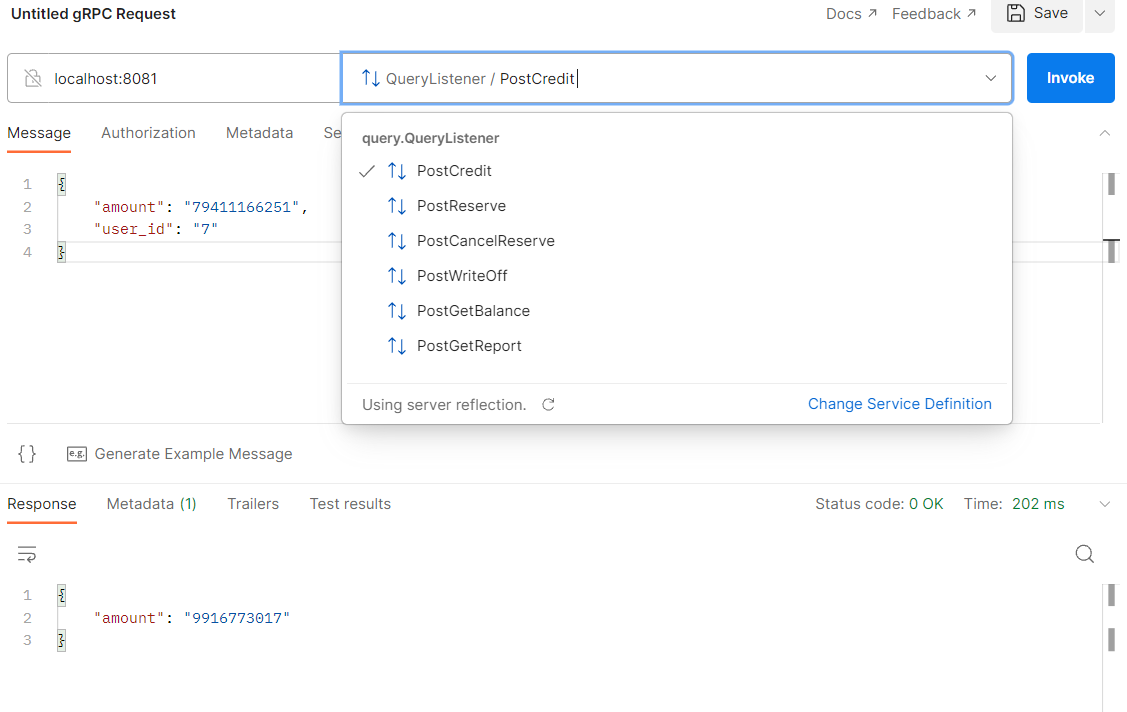 Untitled gRPC Request
Docs ↗ Feedback ↗ Save
localhost:8081
QueryListener / PostCredit
Invoke
Message Authorization Metadata Se
query.QueryListener
PostCredit
PostReserve
PostCancelReserve
PostWriteOff
PostGetBalance
PostGetReport
Using server reflection. Change Service Definition
1 {
2 "amount": "79411166251",
3 "user_id": "7"
4 }
{} e.g. Generate Example Message
Response Metadata (1) Trailers Test results Status code: 0 OK Time: 202 ms
1 {
2 "amount": "9916773017"
3 }